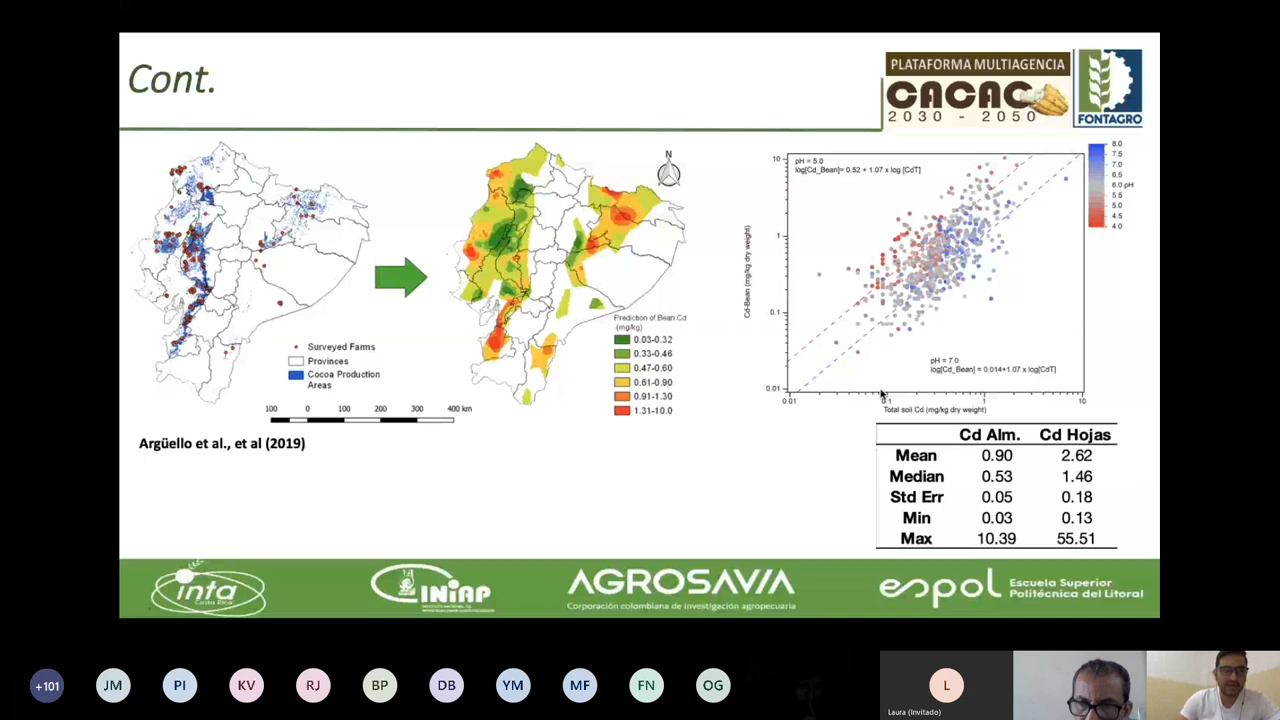 Cont.
PLATAFORMA MULTIAGENCIA
CACAO
2030 - 2050
FONTAGRO
N
Surveyed Farms
Provinces
Cocoa Production
Areas
100 0 100 200 300 400 km
Prediction of Bean Cd
(mg/kg)
0.03-0.32
0.33-0.46
0.47-0.60
0.61-0.90
0.91-1.30
1.31-10.0
Argüello et al., et al (2019)
pH = 5.0
log[Cd_Bean]= 0.52 + 1.07 x log [CdT]
pH = 7.0
log[Cd_Bean] = 0.014+1.07 x log[CdT]
Cd-Bean (mg/kg dry weight)
10
1
0.1
0.01
0.01 0.1 1 10
Total soil Cd (mg/kg dry weight)
8.0
7.5
7.0
6.5
6.0 pH
5.5
5.0
4.5
4.0
Cd Alm. Cd Hojas
Mean 0.90 2.62
Median 0.53 1.46
Std Err 0.05 0.18
Min 0.03 0.13
Max 10.39 55.51
inta
Costa Rica
INIAP
AGROSAVIA
Corporación colombiana de investigación agropecuaria
espol
Escuela Superior
Politécnica del Litoral
+101
JM
PI
KV
RJ
BP
DB
YM
MF
FN
OG
L
Laura (Invitado)